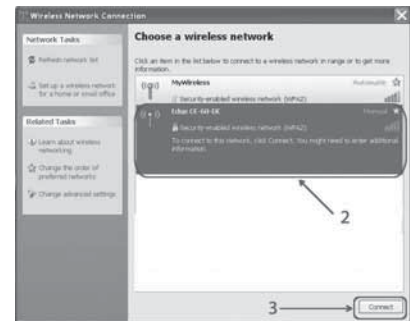 Wireless Network Connection
Network Tasks
Refresh network list
Set up a wireless network
for a home or small office
Related Tasks
Learn about wireless
networking
Change the order of
preferred networks
Change advanced settings
Choose a wireless network
Click an item in the list below to connect to a wireless network in range or to get more
information.
MyWireless
Automatic
Security-enabled wireless network (WPA2)
Manual
Security-enabled wireless network (WPA2)
To connect to this network, click Connect. You might need to enter additional
information.
2
3
Connect